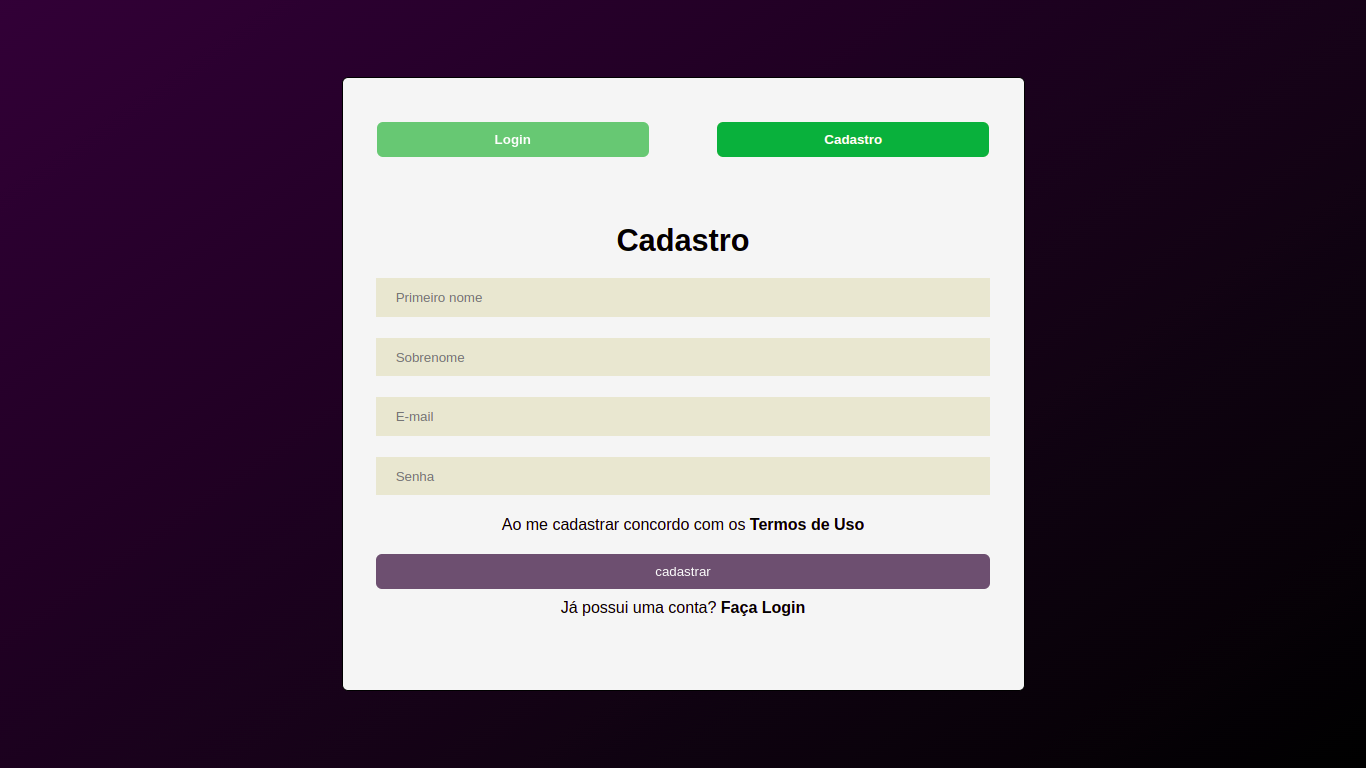 Login
Cadastro
Cadastro
Primeiro nome
Sobrenome
E-mail
Senha
Ao me cadastrar concordo com os Termos de Uso
cadastrar
Já possui uma conta? Faça Login